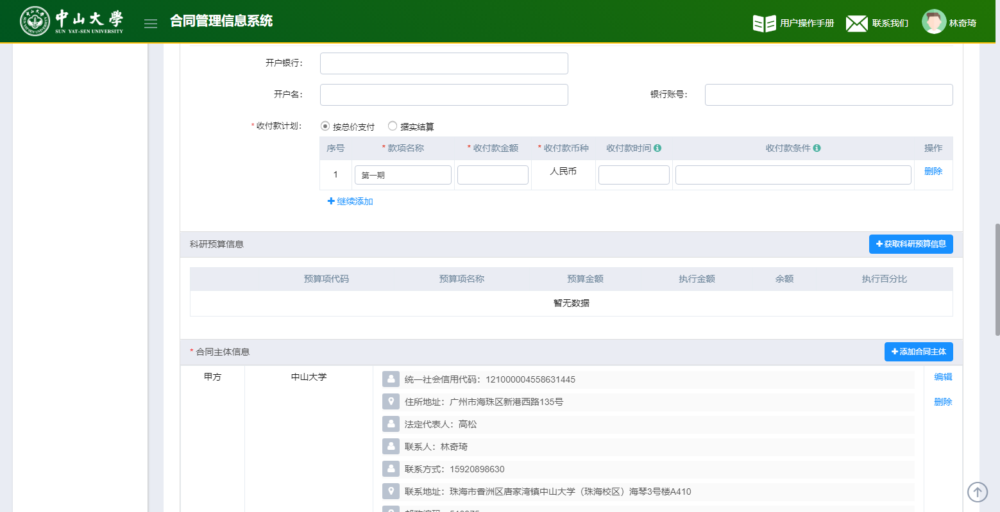 中山大學
SUN YAT-SEN UNIVERSITY
合同管理信息系统
用户操作手册
联系我们
林奇琦
开户银行：
开户名：
银行账号：
* 收付款计划：
按总价支付 据实结算
序号 * 款项名称 * 收付款金额 * 收付款币种 收付款时间 收付款条件 操作
1 第一期 人民币 删除
继续添加
科研预算信息
获取科研预算信息
预算项代码 预算项名称 预算金额 执行金额 余额 执行百分比
暂无数据
* 合同主体信息
添加合同主体
甲方 中山大学 统一社会信用代码：121000004558631445 编辑
住所地址：广州市海珠区新港西路135号 删除
法定代表人：高松
联系人：林奇琦
联系方式：15920898630
联系地址：珠海市香洲区唐家湾镇中山大学（珠海校区）海琴3号楼A410